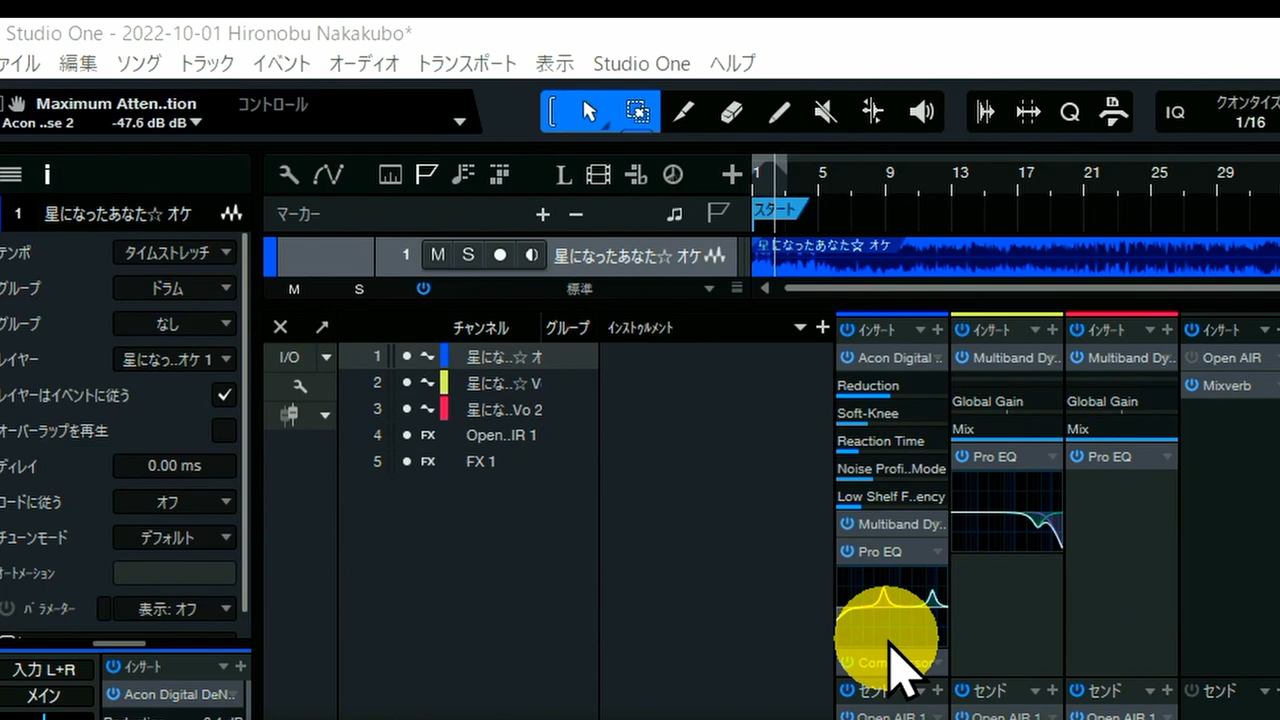 Studio One - 2022-10-01 Hironobu Nakakubo*
ァイル 編集 ソング トラック イベント オーディオ トランスポート 表示 Studio One ヘルプ
Maximum Atten..tion コントロール
Acon ..se 2 -47.6 dB dB
IQ クオンタイズ
1/16
1 5 9 13 17 21 25 29
1 星になったあなた☆ オケ
マーカー
スタート
テンポ タイムストレッチ
1 M S 星になったあなた☆ オケ
星になったあなた☆ オケ
グループ ドラム
M S 標準
グループ なし
チャンネル グループ インストゥルメント
インサート インサート インサート インサート
レイヤー 星になっ..オケ 1
I/O
1 星にな..☆ オ
Acon Digital .. Multiband Dy.. Multiband Dy.. Open AIR
2 星にな..☆ V
Reduction
Mixverb
レイヤーはイベントに従う
Global Gain Global Gain
3 星にな..Vo 2
Soft-Knee
オーバーラップを再生
Mix Mix
4 FX Open..IR 1
Reaction Time
Pro EQ Pro EQ
5 FX FX 1
Noise Profi..Mode
ディレイ 0.00 ms
Low Shelf F..ency
コードに従う オフ
Multiband Dy..
チューンモード デフォルト
Pro EQ
オートメーション
パラメーター 表示: オフ
入力 L+R インサート
Com
メイン Acon Digital DeN..
センド センド センド センド
Open AIR 1 Open AIR 1 Open AIR 1